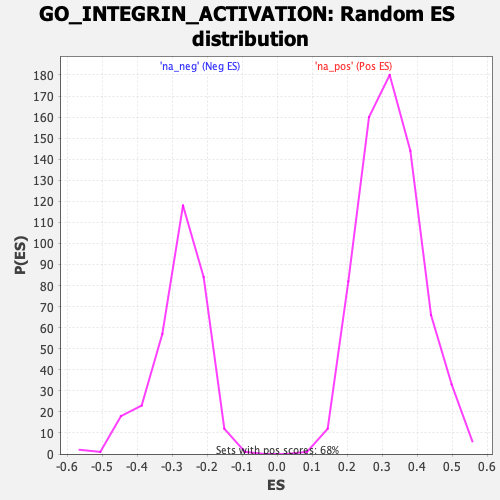 GO_INTEGRIN_ACTIVATION: Random ES
distribution
'na_neg' (Neg ES) 'na_pos' (Pos ES)
180
170
160
150
140
130
120
110
100
90
80
70
60
50
40
30
20
10
0
P(ES)
Sets with pos scores: 68%
-0.6 -0.5 -0.4 -0.3 -0.2 -0.1 0.0 0.1 0.2 0.3 0.4 0.5 0.6
ES